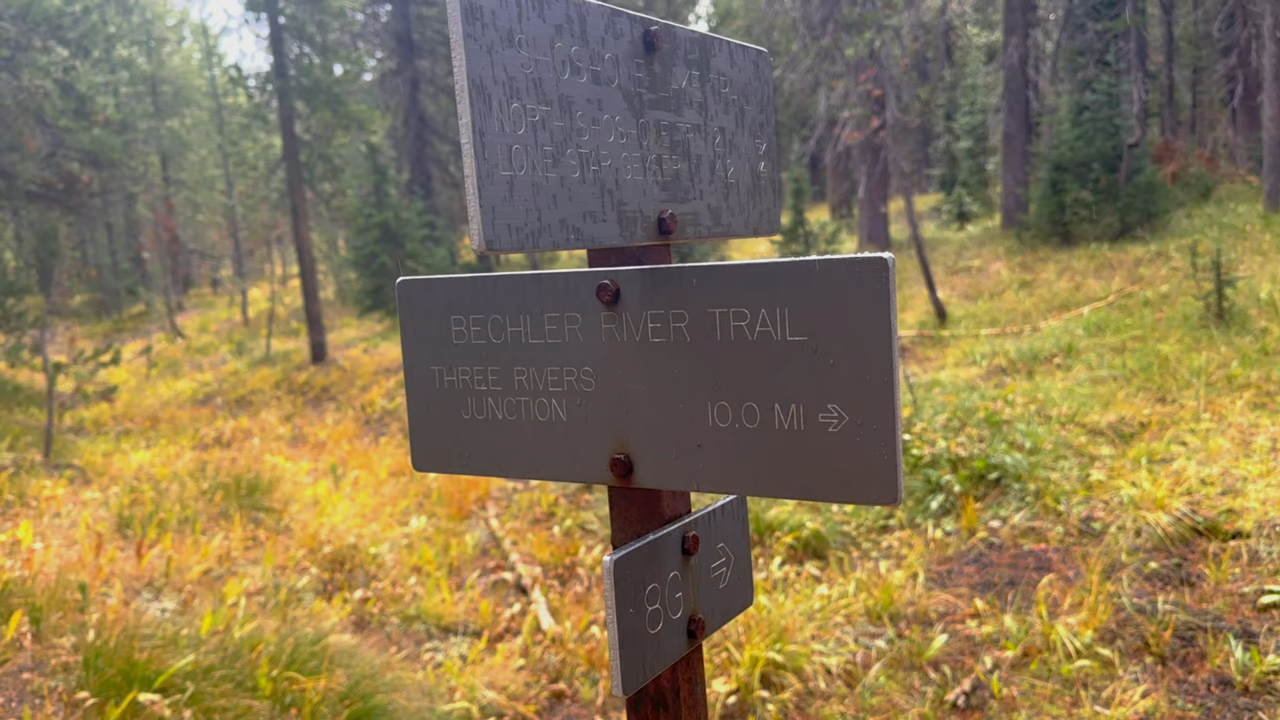 SHOSHONE LAKE TR
NORTH SHOSHONE TR
LONE STAR GEYSER
BECHLER RIVER TRAIL
THREE RIVERS
JUNCTION
10.0 MI
8G